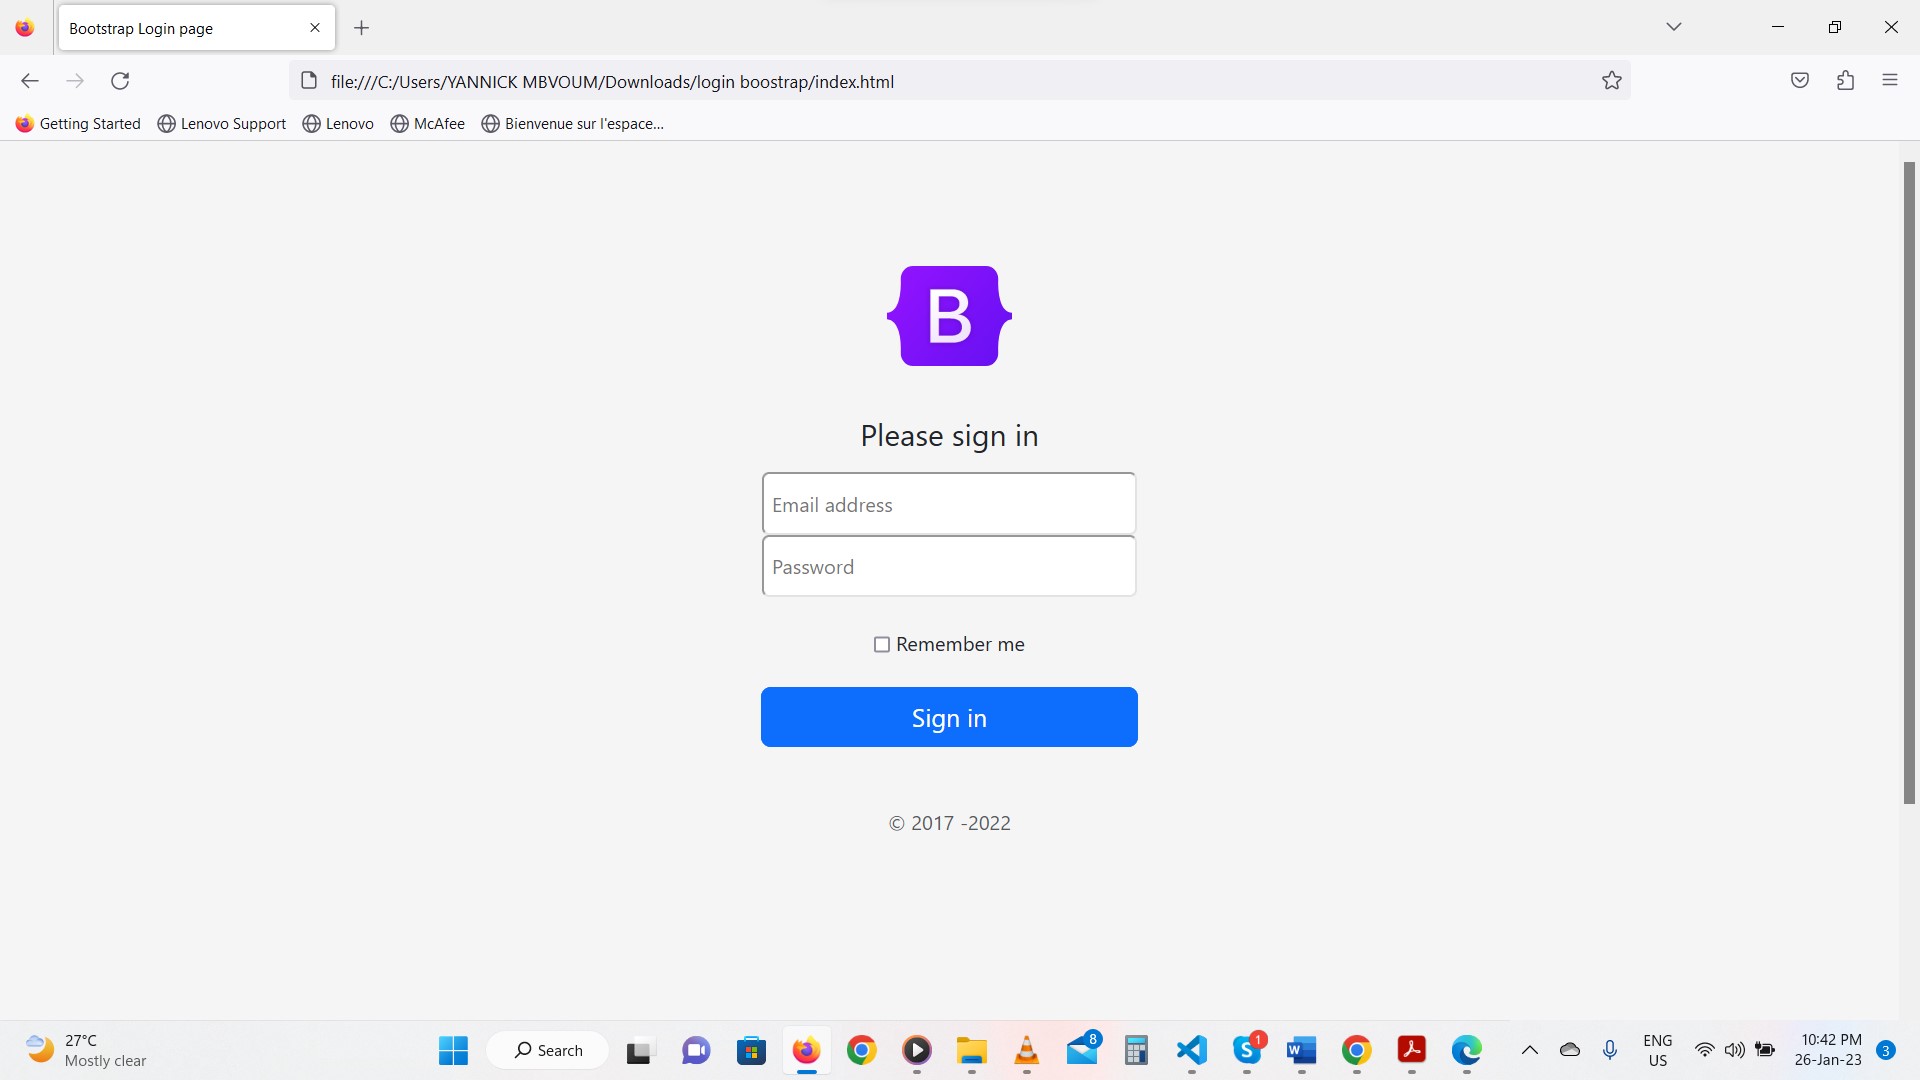 Bootstrap Login page
file:///C:/Users/YANNICK MBVOUM/Downloads/login boostrap/index.html
Getting Started Lenovo Support Lenovo McAfee Bienvenue sur l'espace...
B
Please sign in
Email address
Password
Remember me
Sign in
© 2017 -2022
27°C
Mostly clear
Search
8
1
ENG
US
10:42 PM
26-Jan-23
3